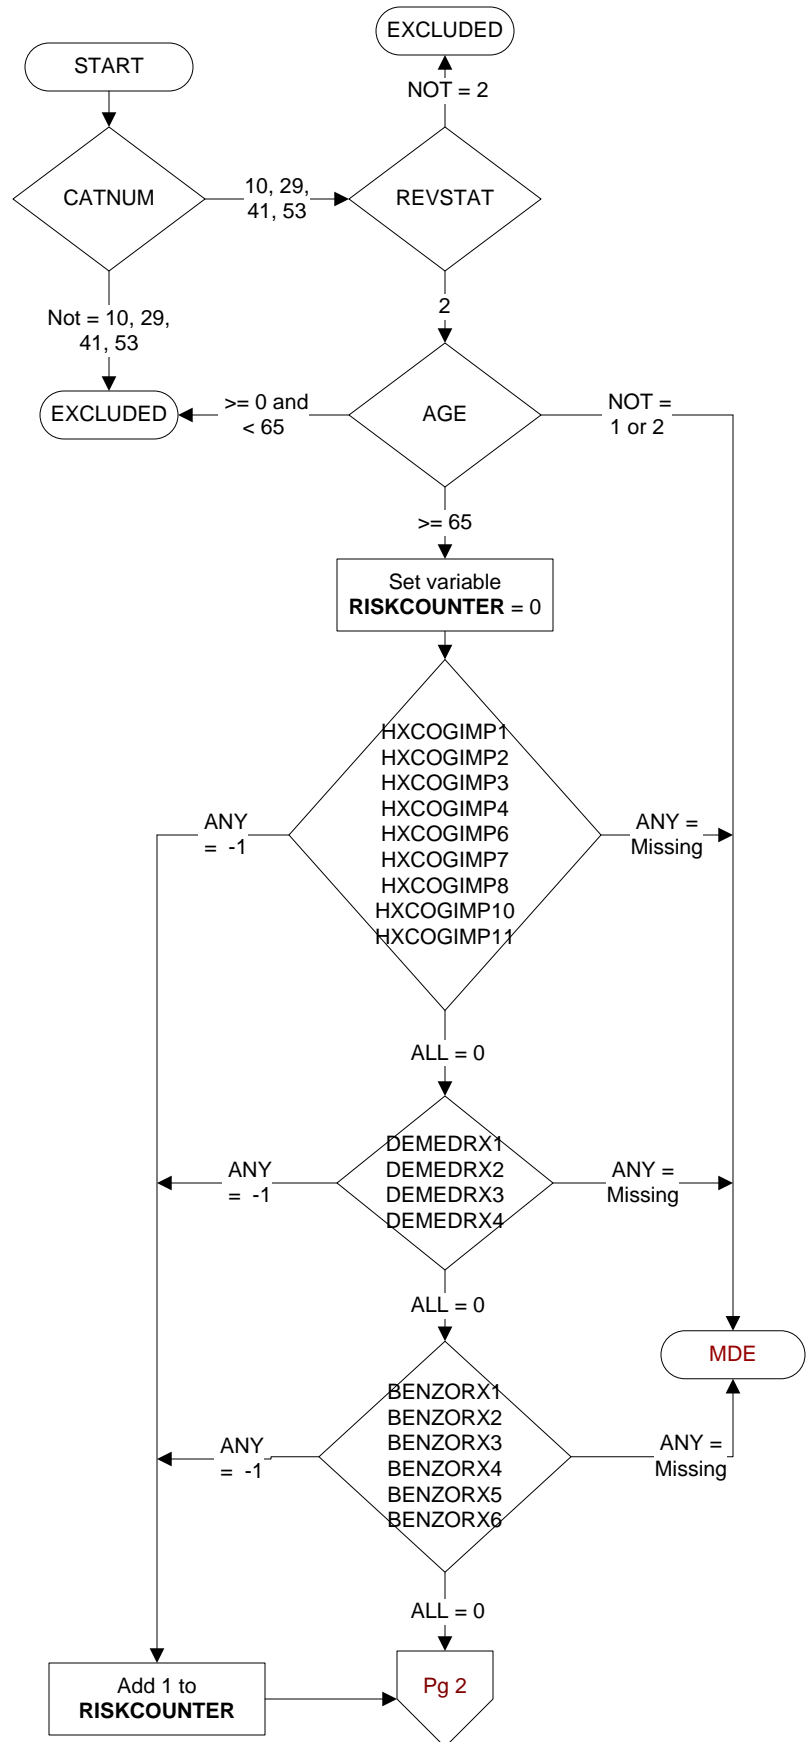 EXCLUDED
START
NOT = 2
CATNUM
10, 29,
41, 53
REVSTAT
Not = 10, 29,
41, 53
2
EXCLUDED
>= 0 and
< 65
AGE
NOT =
1 or 2
>= 65
Set variable
RISKCOUNTER = 0
HXCOGIMP1
HXCOGIMP2
HXCOGIMP3
HXCOGIMP4
HXCOGIMP6
HXCOGIMP7
HXCOGIMP8
HXCOGIMP10
HXCOGIMP11
ANY
= -1
ANY =
Missing
ALL = 0
DEMEDRX1
DEMEDRX2
DEMEDRX3
DEMEDRX4
ANY
= -1
ANY =
Missing
ALL = 0
MDE
BENZORX1
BENZORX2
BENZORX3
BENZORX4
BENZORX5
BENZORX6
ANY
= -1
ANY =
Missing
ALL = 0
Add 1 to
RISKCOUNTER
Pg 2